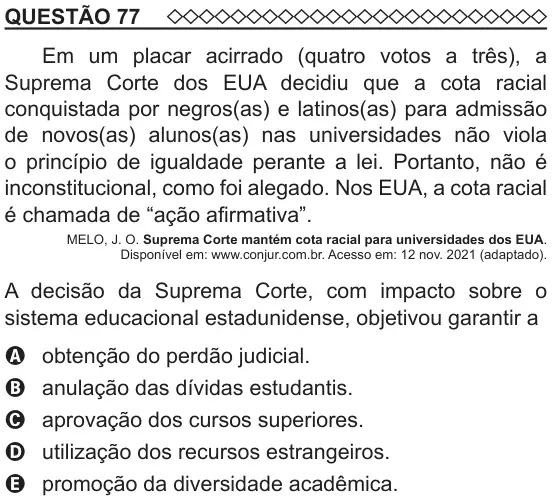 QUESTÃO 77
Em um placar acirrado (quatro votos a três), a
Suprema Corte dos EUA decidiu que a cota racial
conquistada por negros(as) e latinos(as) para admissão
de novos(as) alunos(as) nas universidades não viola
o princípio de igualdade perante a lei. Portanto, não é
inconstitucional, como foi alegado. Nos EUA, a cota racial
é chamada de “ação afirmativa”.
MELO, J. O. Suprema Corte mantém cota racial para universidades dos EUA.
Disponível em: www.conjur.com.br. Acesso em: 12 nov. 2021 (adaptado).
A decisão da Suprema Corte, com impacto sobre o
sistema educacional estadunidense, objetivou garantir a
A obtenção do perdão judicial.
B anulação das dívidas estudantis.
C aprovação dos cursos superiores.
D utilização dos recursos estrangeiros.
E promoção da diversidade acadêmica.